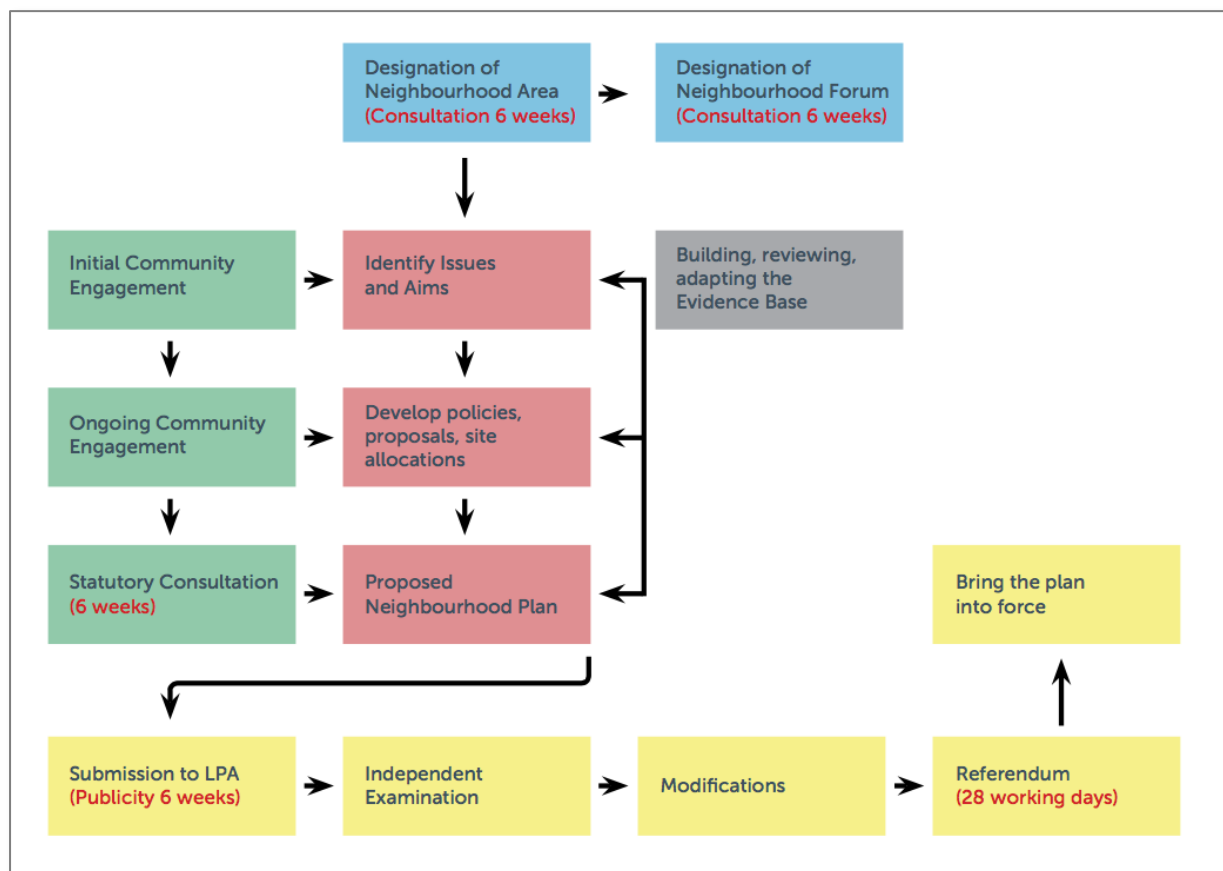 Designation of
Neighbourhood Area
(Consultation 6 weeks)
Designation of
Neighbourhood Forum
(Consultation 6 weeks)
Initial Community
Engagement
Identify Issues
and Aims
Building, reviewing,
adapting the
Evidence Base
Ongoing Community
Engagement
Develop policies,
proposals, site
allocations
Statutory Consultation
(6 weeks)
Proposed
Neighbourhood Plan
Bring the plan
into force
Submission to LPA
(Publicity 6 weeks)
Independent
Examination
Modifications
Referendum
(28 working days)